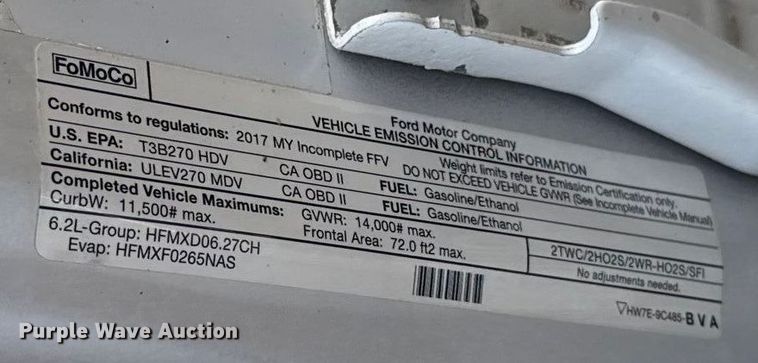 FoMoCo
Ford Motor Company
VEHICLE EMISSION CONTROL INFORMATION
Conforms to regulations: 2017 MY Incomplete FFV
Weight limits refer to Emission Certification only.
DO NOT EXCEED VEHICLE GVWR (See Incomplete Vehicle Manual)
U.S. EPA: T3B270 HDV CA OBD II FUEL: Gasoline/Ethanol
California: ULEV270 MDV CA OBD II FUEL: Gasoline/Ethanol
Completed Vehicle Maximums: GVWR: 14,000# max.
CurbW: 11,500# max. Frontal Area: 72.0 ft2 max.
6.2L-Group: HFMXD06.27CH
Evap: HFMXF0265NAS
2TWC/2HO2S/2WR-HO2S/SFI
No adjustments needed.
HW7E-9C485-BVA
Purple Wave Auction